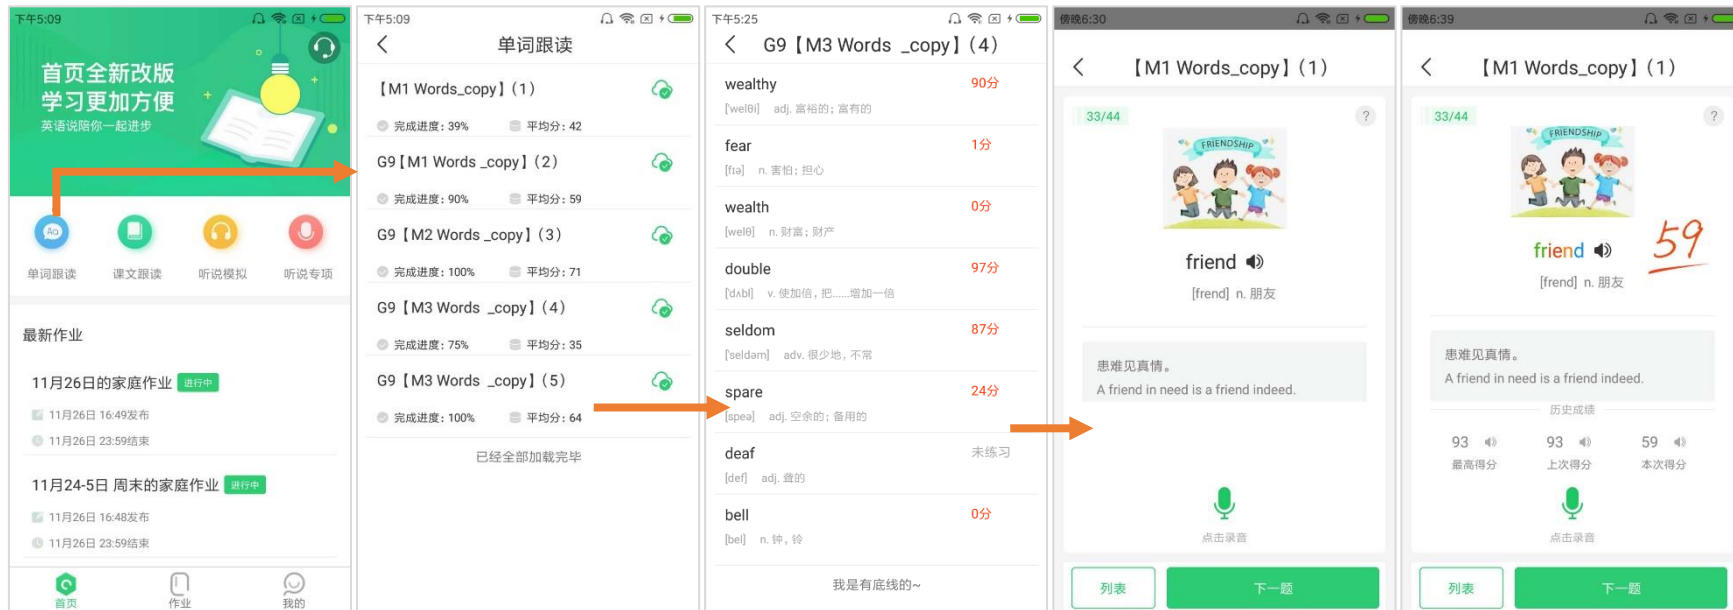 下午5:09
首页全新改版
学习更加方便
英语说陪你一起进步
Aa
单词跟读 课文跟读 听说模拟 听说专项
最新作业
11月26日的家庭作业 进行中
11月26日 16:49发布
11月26日 23:59结束
11月24-5日 周末的家庭作业 进行中
11月26日 16:48发布
11月26日 23:59结束
首页 作业 我的
下午5:09
单词跟读
【M1 Words_copy】(1)
完成进度: 39% 平均分: 42
G9【M1 Words _copy】(2)
完成进度: 90% 平均分: 59
G9【M2 Words _copy】(3)
完成进度: 100% 平均分: 71
G9【M3 Words _copy】(4)
完成进度: 75% 平均分: 35
G9【M3 Words _copy】(5)
完成进度: 100% 平均分: 64
已经全部加载完毕
下午5:25
G9【M3 Words _copy】(4)
wealthy 90分
['welθi] adj. 富裕的; 富有的
fear 1分
[fɪə] n. 害怕; 担心
wealth 0分
[welθ] n. 财富; 财产
double 97分
['dʌbl] v. 使加倍, 把......增加一倍
seldom 87分
['seldəm] adv. 很少地, 不常
spare 24分
[speə] adj. 空余的; 备用的
deaf 未练习
[def] adj. 聋的
bell 0分
[bel] n. 钟, 铃
我是有底线的~
傍晚6:30
【M1 Words_copy】(1)
33/44 ?
FRIENDSHIP
friend
[frend] n. 朋友
患难见真情。
A friend in need is a friend indeed.
点击录音
列表 下一题
傍晚6:39
【M1 Words_copy】(1)
33/44 ?
FRIENDSHIP
friend 59
[frend] n. 朋友
患难见真情。
A friend in need is a friend indeed.
历史成绩
93 93 59
最高得分 上次得分 本次得分
点击录音
列表 下一题